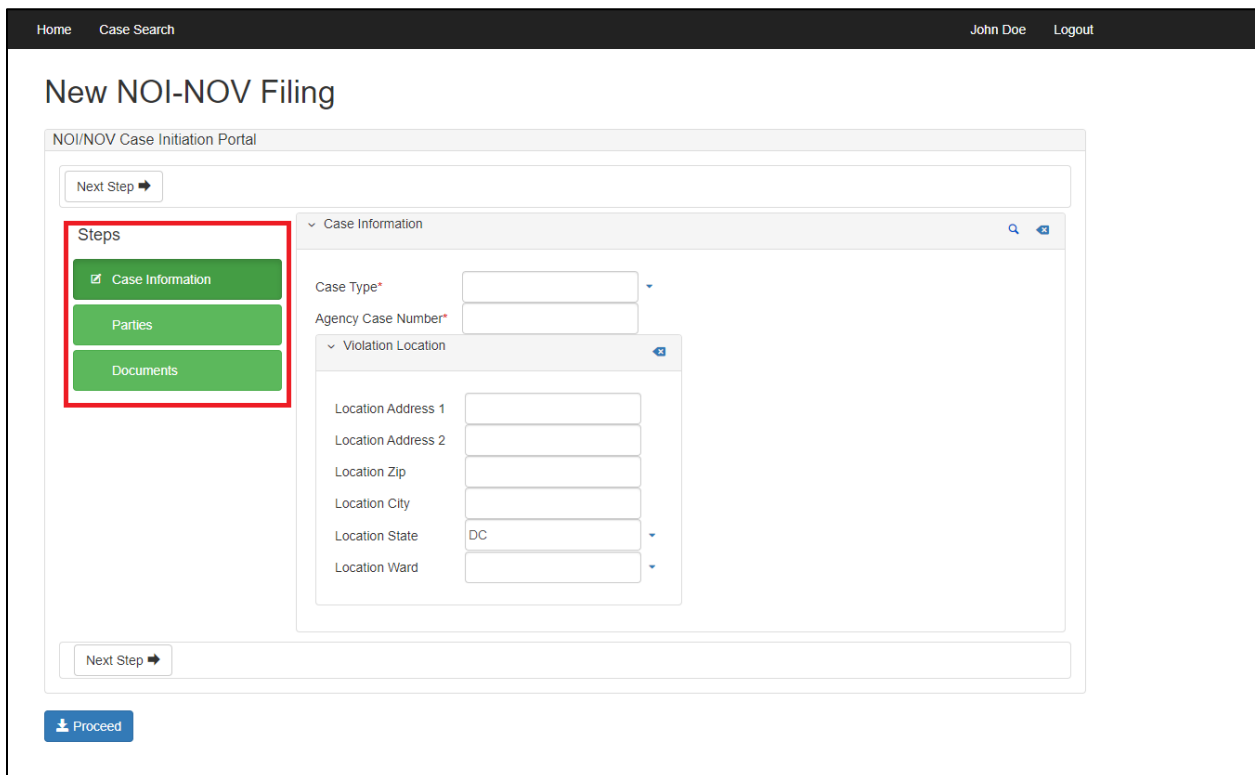 Home Case Search John Doe Logout
New NOI-NOV Filing
NOI/NOV Case Initiation Portal
Next Step
Steps
Case Information
Parties
Documents
Case Information
Case Type*
Agency Case Number*
Violation Location
Location Address 1
Location Address 2
Location Zip
Location City
Location State DC
Location Ward
Next Step
Proceed